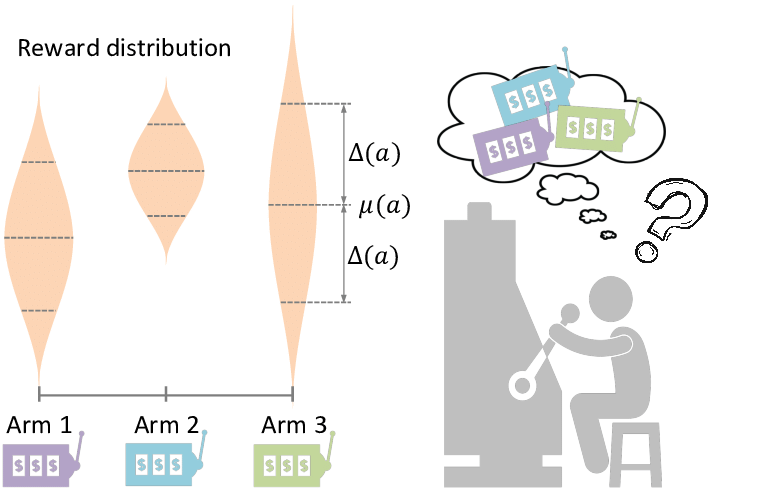 Reward distribution
Δ(a)
μ(a)
Δ(a)
Arm 1 Arm 2 Arm 3
$ $ $ $ $ $ $ $ $
$ $ $
$ $ $
$ $ $
?